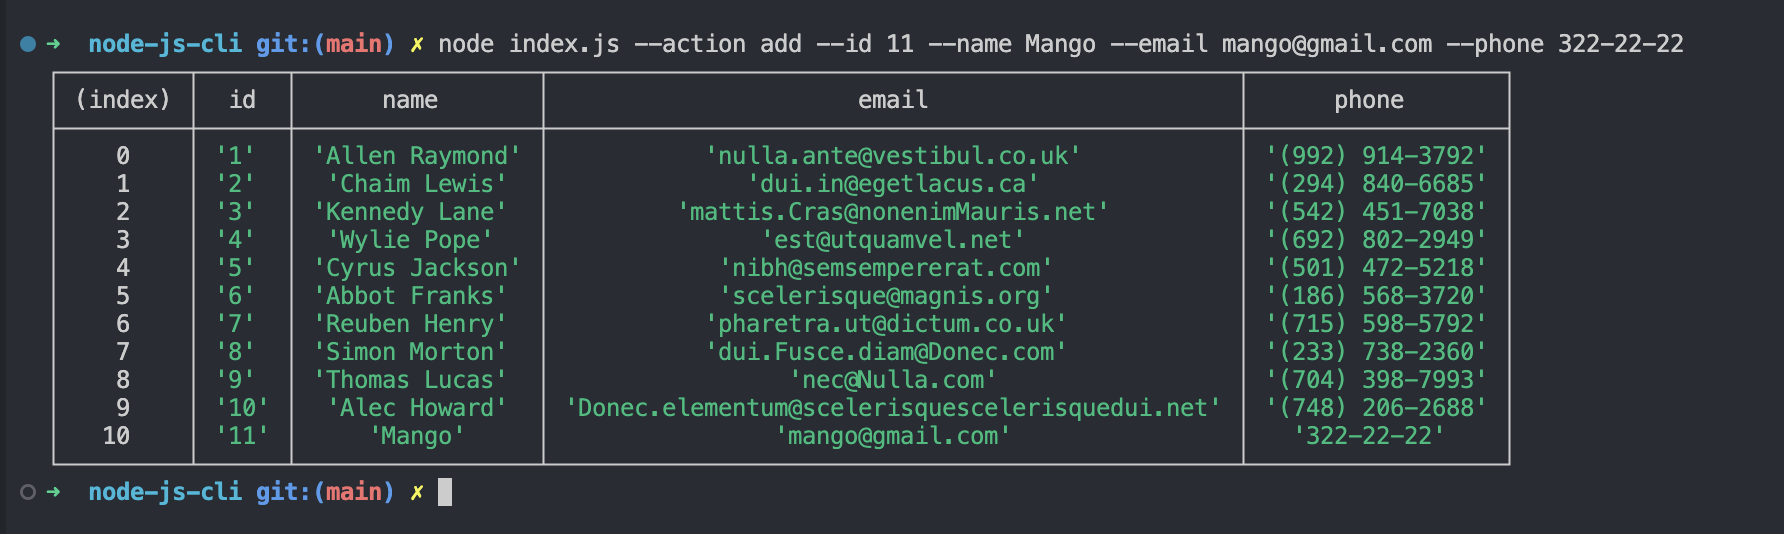 ➜ node-js-cli git:(main) ✗ node index.js --action add --id 11 --name Mango --email mango@gmail.com --phone 322-22-22
(index) id name email phone
0 '1' 'Allen Raymond' 'nulla.ante@vestibul.co.uk' '(992) 914-3792'
1 '2' 'Chaim Lewis' 'dui.in@egetlacus.ca' '(294) 840-6685'
2 '3' 'Kennedy Lane' 'mattis.Cras@nonenimMauris.net' '(542) 451-7038'
3 '4' 'Wylie Pope' 'est@utquamvel.net' '(692) 802-2949'
4 '5' 'Cyrus Jackson' 'nibh@semsempererat.com' '(501) 472-5218'
5 '6' 'Abbot Franks' 'scelerisque@magnis.org' '(186) 568-3720'
6 '7' 'Reuben Henry' 'pharetra.ut@dictum.co.uk' '(715) 598-5792'
7 '8' 'Simon Morton' 'dui.Fusce.diam@Donec.com' '(233) 738-2360'
8 '9' 'Thomas Lucas' 'nec@Nulla.com' '(704) 398-7993'
9 '10' 'Alec Howard' 'Donec.elementum@scelerisquescelerisquedui.net' '(748) 206-2688'
10 '11' 'Mango' 'mango@gmail.com' '322-22-22'
➜ node-js-cli git:(main) ✗